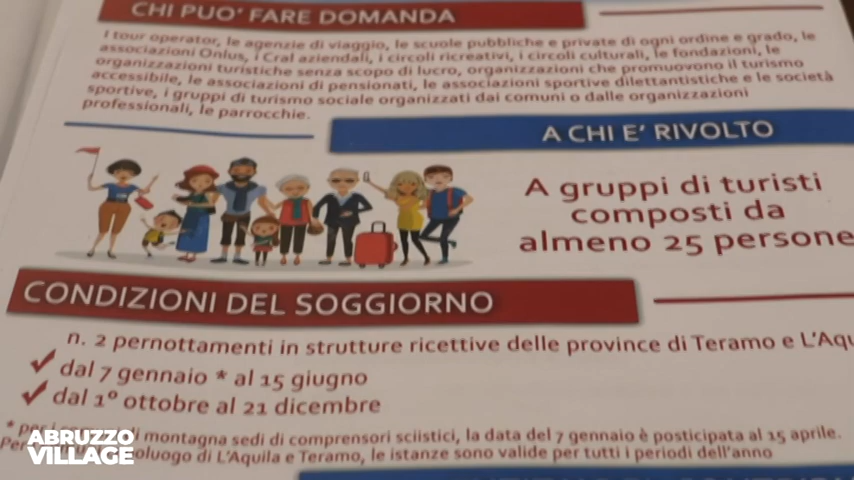 CHI PUO' FARE DOMANDA
I tour operator, le agenzie di viaggio, le scuole pubbliche e private di ogni ordine e grado, le
associazioni Onlus, i Cral aziendali, i circoli ricreativi, i circoli culturali, le fondazioni, le
organizzazioni turistiche senza scopo di lucro, organizzazioni che promuovono il turismo
accessibile, le associazioni di pensionati, le associazioni sportive dilettantistiche e le società
sportive, i gruppi di turismo sociale organizzati dai comuni o dalle organizzazioni
professionali, le parrocchie.
A CHI E' RIVOLTO
A gruppi di turisti
composti da
almeno 25 persone
CONDIZIONI DEL SOGGIORNO
n. 2 pernottamenti in strutture ricettive delle province di Teramo e L'Aqu
dal 7 gennaio * al 15 giugno
dal 1° ottobre al 21 dicembre
* per di montagna sedi di comprensori sciistici, la data del 7 gennaio è posticipata al 15 aprile.
Per di L'Aquila e Teramo, le istanze sono valide per tutti i periodi dell'anno
ABRUZZO
VILLAGE